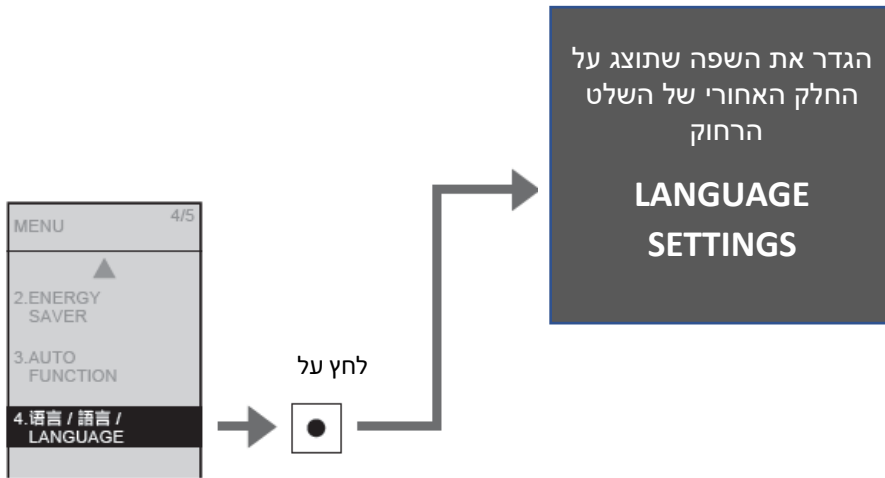 הגדר את השפה שתוצג על
החלק האחורי של השלט
הרחוק
LANGUAGE
SETTINGS
MENU 4/5
2.ENERGY
SAVER
3.AUTO
FUNCTION
4.语言 / 語言 /
LANGUAGE
לחץ על